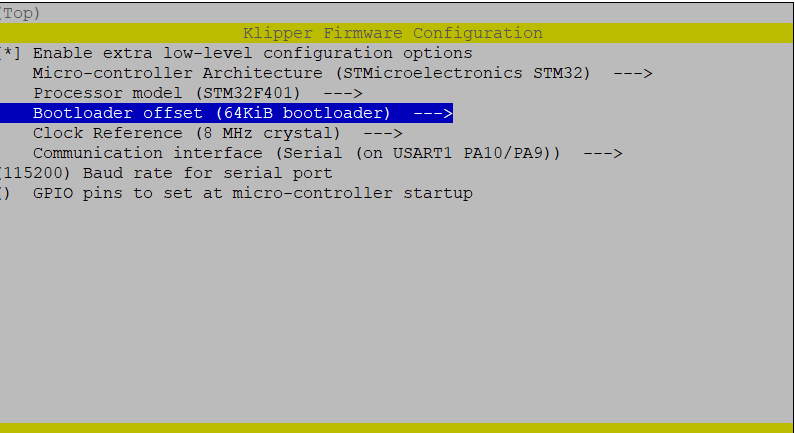 (Top)
Klipper Firmware Configuration
[*] Enable extra low-level configuration options
Micro-controller Architecture (STMicroelectronics STM32)  --->
Processor model (STM32F401)  --->
Bootloader offset (64KiB bootloader)  --->
Clock Reference (8 MHz crystal)  --->
Communication interface (Serial (on USART1 PA10/PA9))  --->
(115200) Baud rate for serial port
()  GPIO pins to set at micro-controller startup